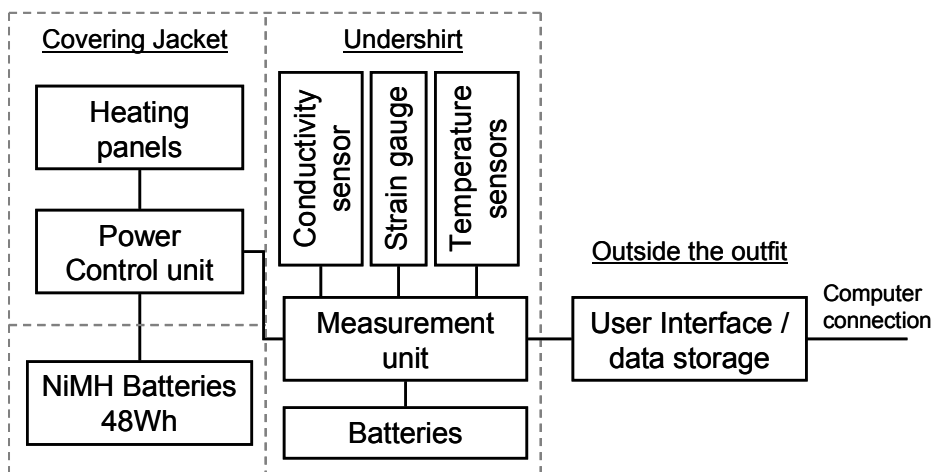 Covering Jacket
Undershirt
Heating
panels
Conductivity
sensor
Strain gauge
Temperature
sensors
Power
Control unit
Outside the outfit
Measurement
unit
User Interface /
data storage
Computer
connection
NiMH Batteries
48Wh
Batteries